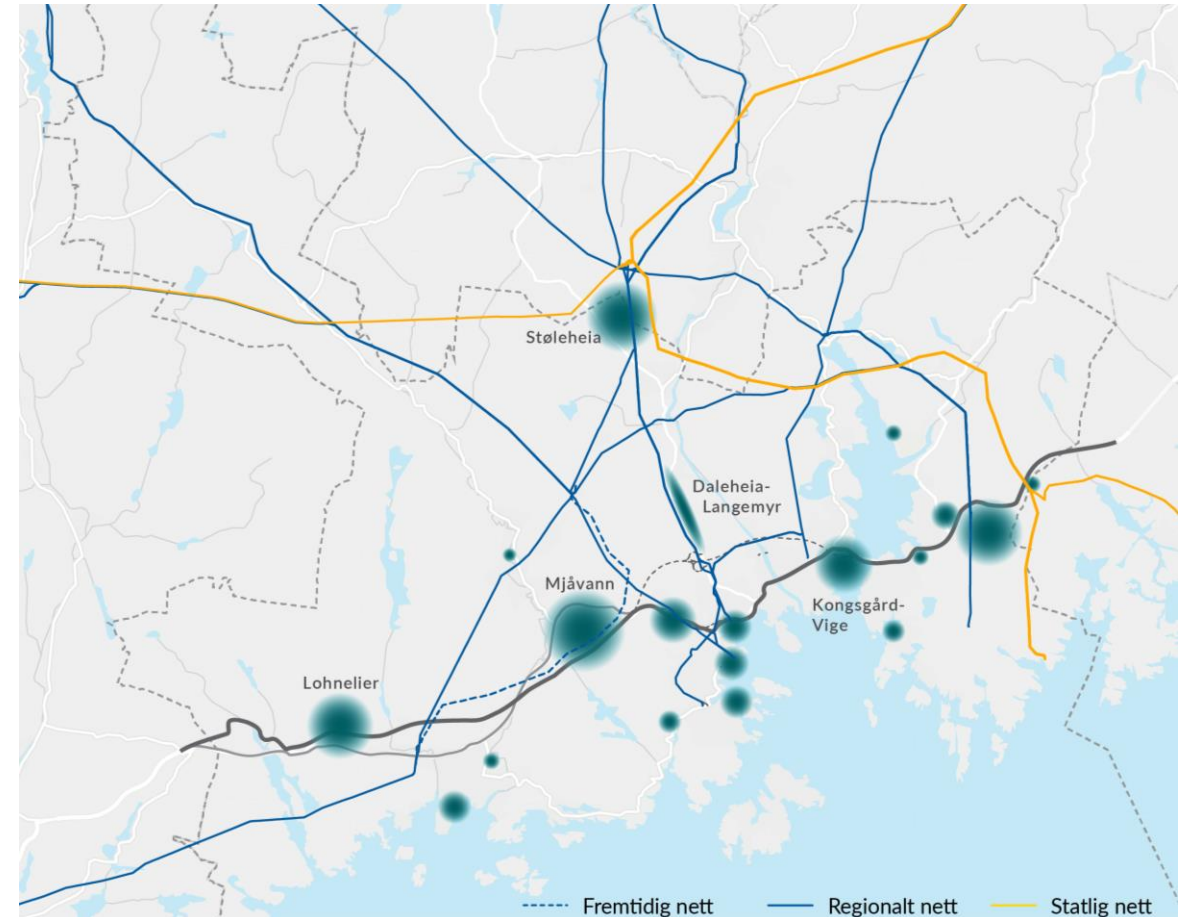 Støleheia
Daleheia-
Langemyr
Mjåvann
Kongsgård-
Vige
Lohnelier
Fremtidig nett
Regionalt nett
Statlig nett